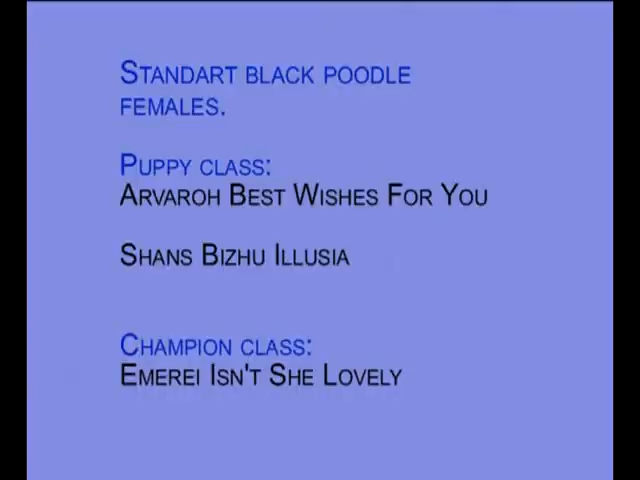 Standart black poodle
females.
Puppy class:
Arvaroh Best Wishes For You
Shans Bizhu Illusia
Champion class:
Emerei Isn't She Lovely